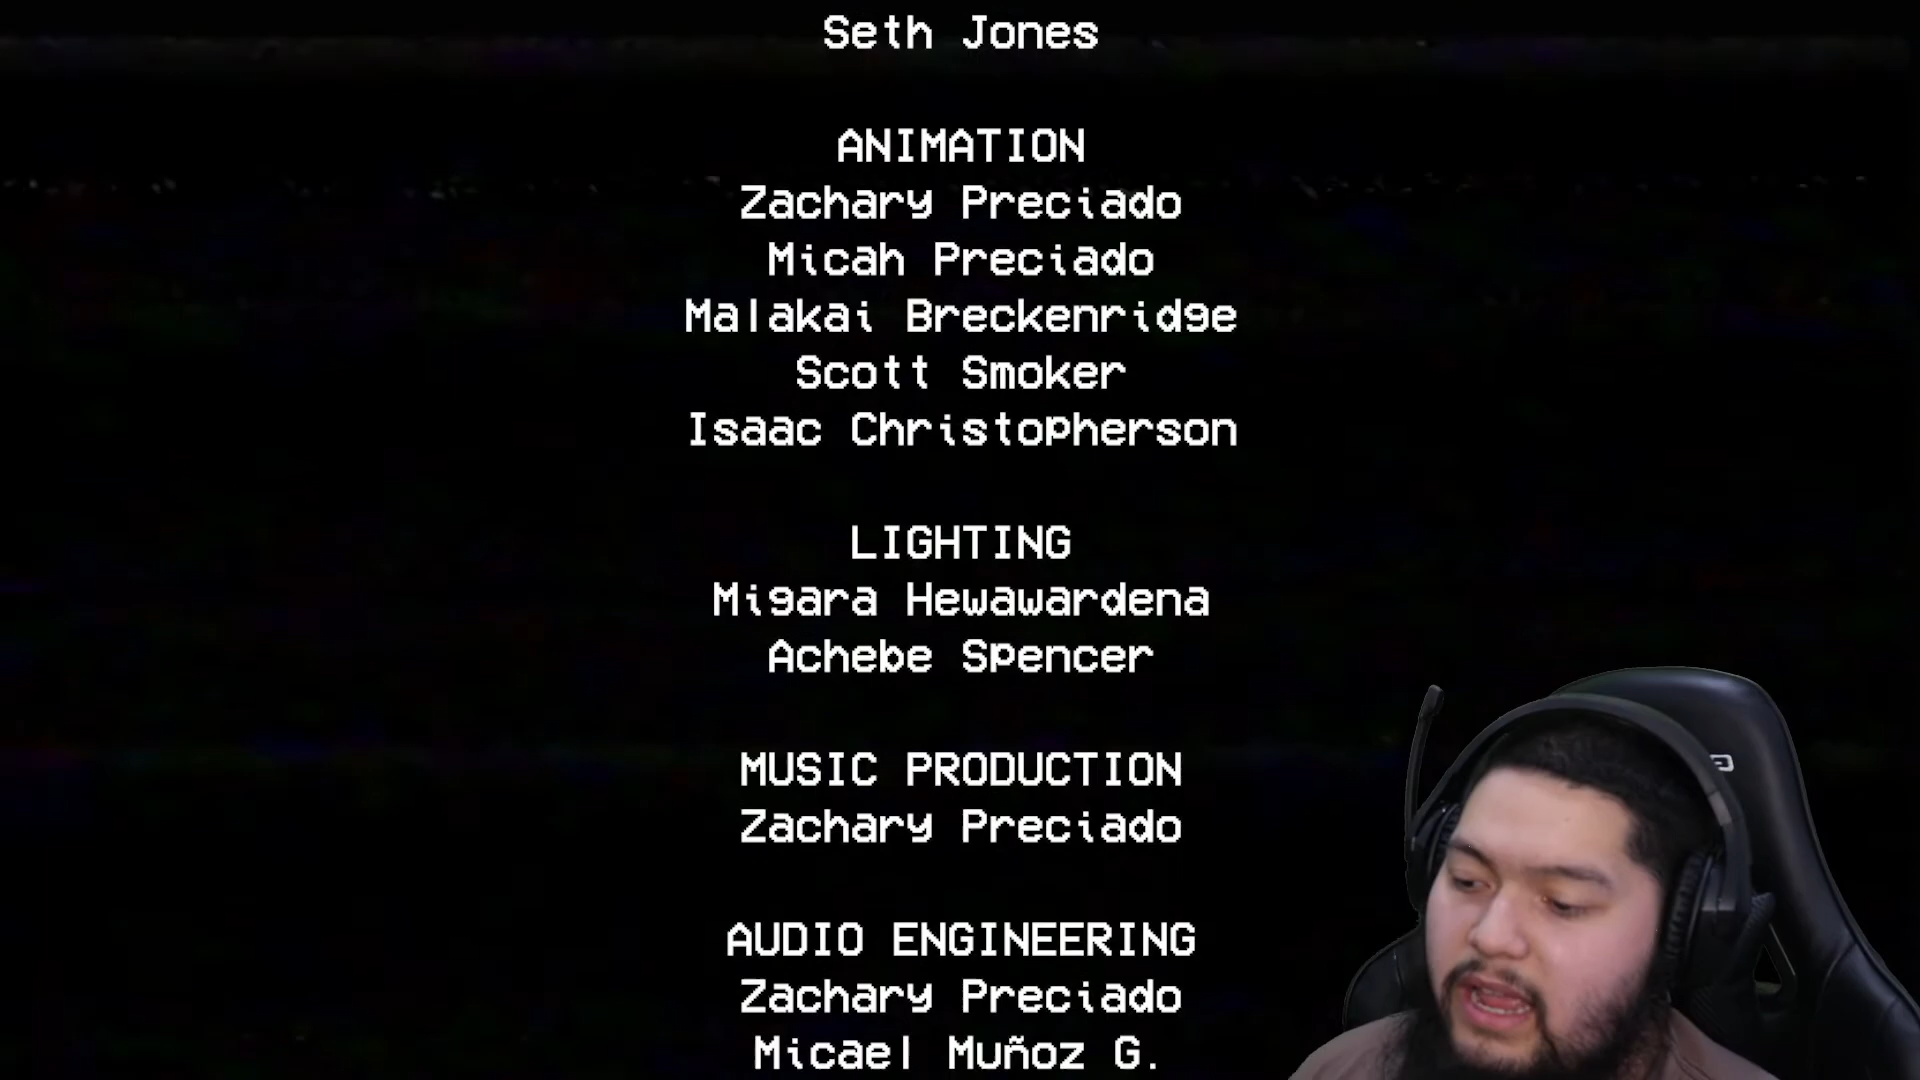 Seth Jones
ANIMATION
Zachary Preciado
Micah Preciado
Malakai Breckenridge
Scott Smoker
Isaac Christopherson
LIGHTING
Migara Hewawardena
Achebe Spencer
MUSIC PRODUCTION
Zachary Preciado
AUDIO ENGINEERING
Zachary Preciado
Micael Muñoz G.